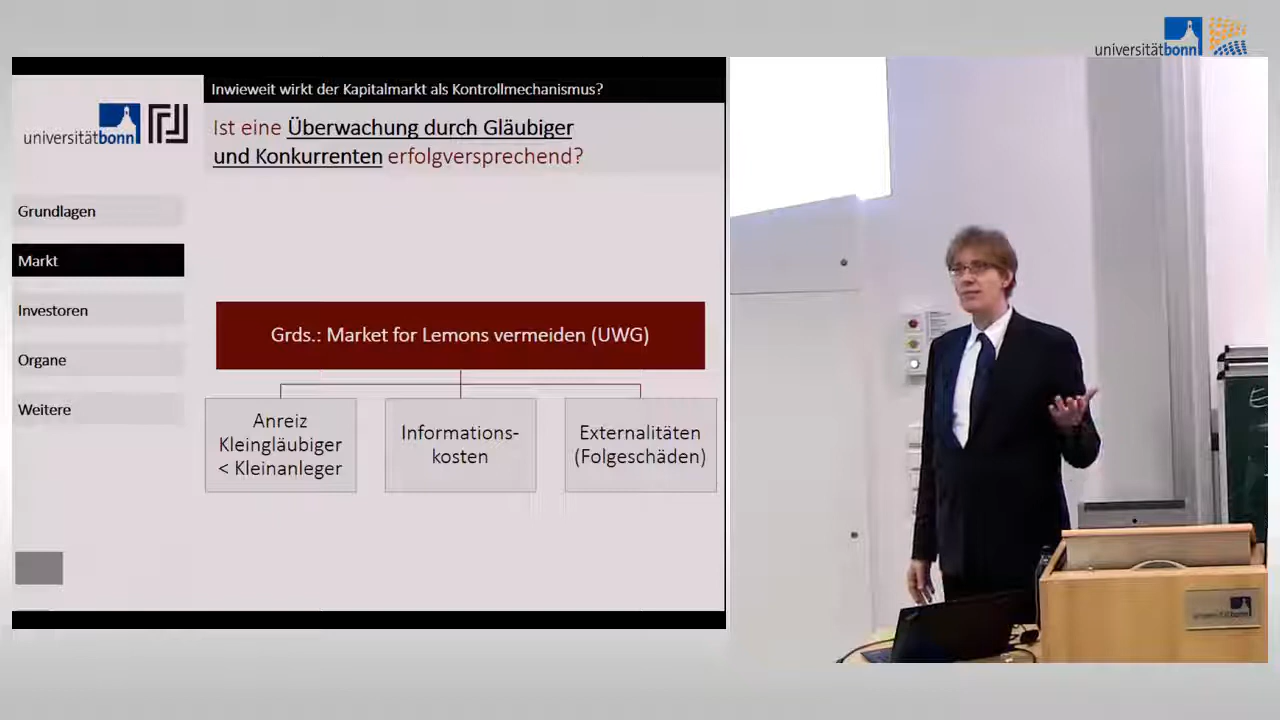 universitätbonn
Inwieweit wirkt der Kapitalmarkt als Kontrollmechanismus?
universitätbonn
Ist eine Überwachung durch Gläubiger
und Konkurrenten erfolgversprechend?
Grundlagen
Markt
Investoren
Organe
Weitere
Grds.: Market for Lemons vermeiden (UWG)
Anreiz
Kleingläubiger
< Kleinanleger
Informations-
kosten
Externalitäten
(Folgeschäden)
universitätbonn